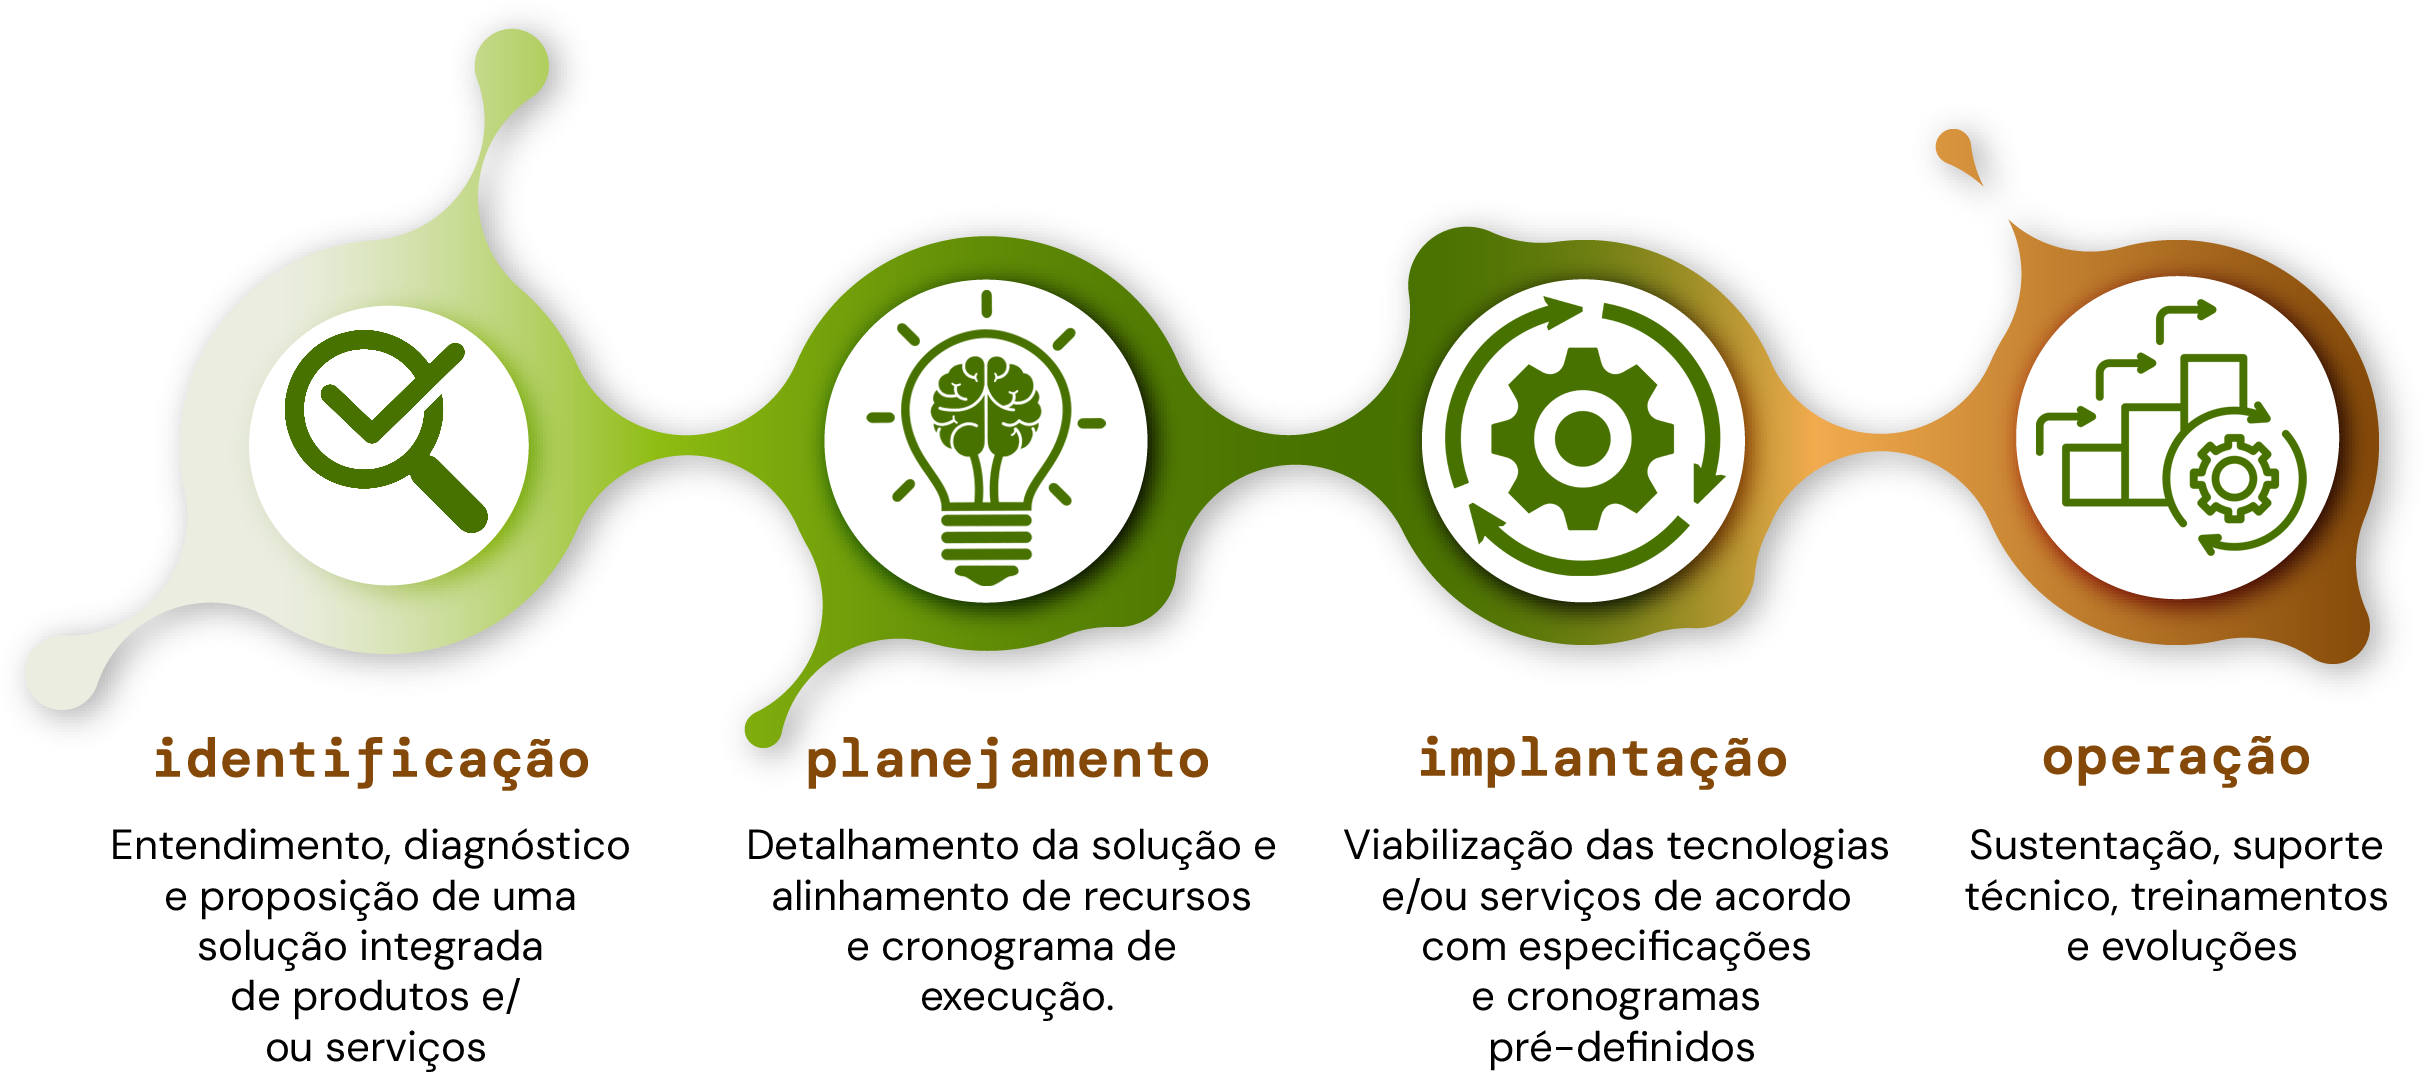 identificação
Entendimento, diagnóstico
e proposição de uma
solução integrada
de produtos e/
ou serviços
planejamento
Detalhamento da solução e
alinhamento de recursos
e cronograma de
execução.
implantação
Viabilização das tecnologias
e/ou serviços de acordo
com especificações
e cronogramas
pré-definidos
operação
Sustentação, suporte
técnico, treinamentos
e evoluções